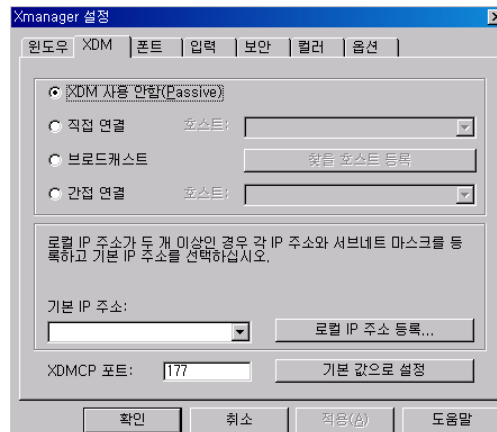 Xmanager 설정
윈도우 XDM 폰트 입력 보안 컬러 옵션
XDM 사용 안함(Passive)
직접 연결 호스트:
브로드캐스트 찾을 호스트 등록
간접 연결 호스트:
로컬 IP 주소가 두 개 이상인 경우 각 IP 주소와 서브네트 마스크를 등
록하고 기본 IP 주소를 선택하십시오.
기본 IP 주소:
로컬 IP 주소 등록...
XDMCP 포트: 177 기본 값으로 설정
확인 취소 적용(A) 도움말